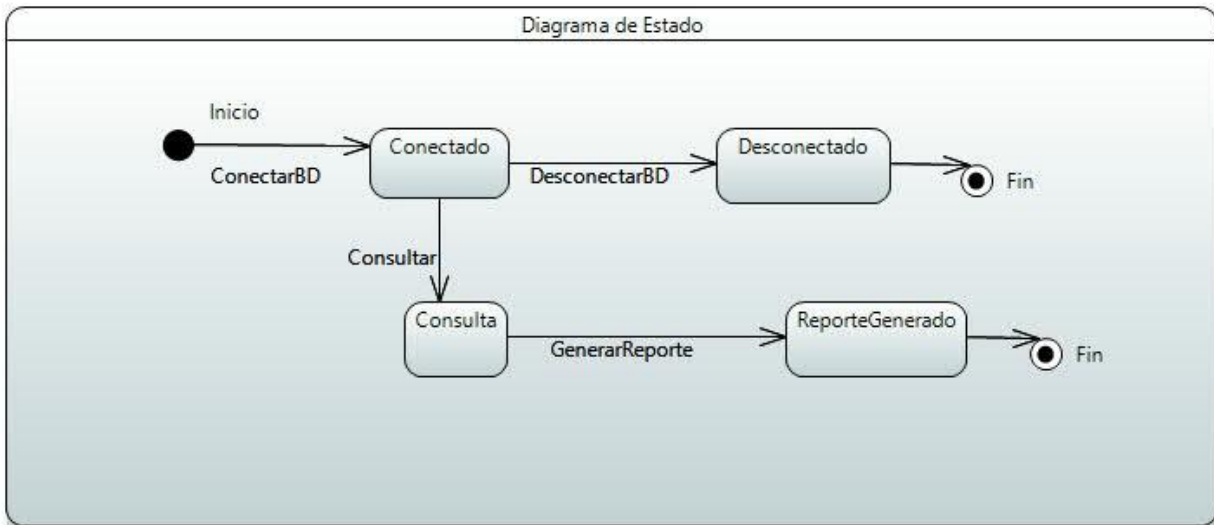 Diagrama de Estado
Inicio
ConectarBD
Conectado
DesconectarBD
Desconectado
Fin
Consultar
Consulta
GenerarReporte
ReporteGenerado
Fin